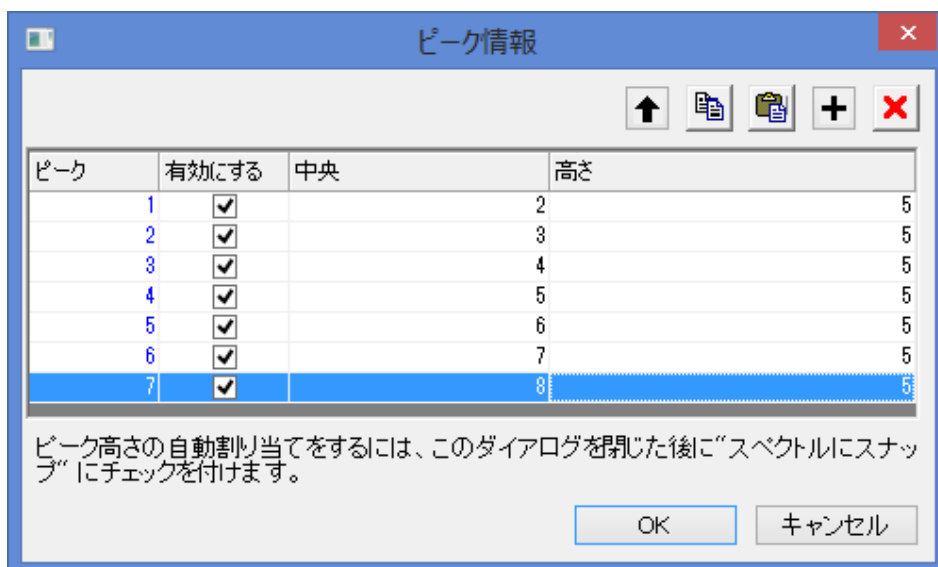 ピーク情報
ピーク 有効にする 中央 高さ
1 2 5
2 3 5
3 4 5
4 5 5
5 6 5
6 7 5
7 8 5
ピーク高さの自動割り当てをするには、このダイアログを閉じた後に“スペクトルにスナッ
プ” にチェックを付けます。
OK キャンセル